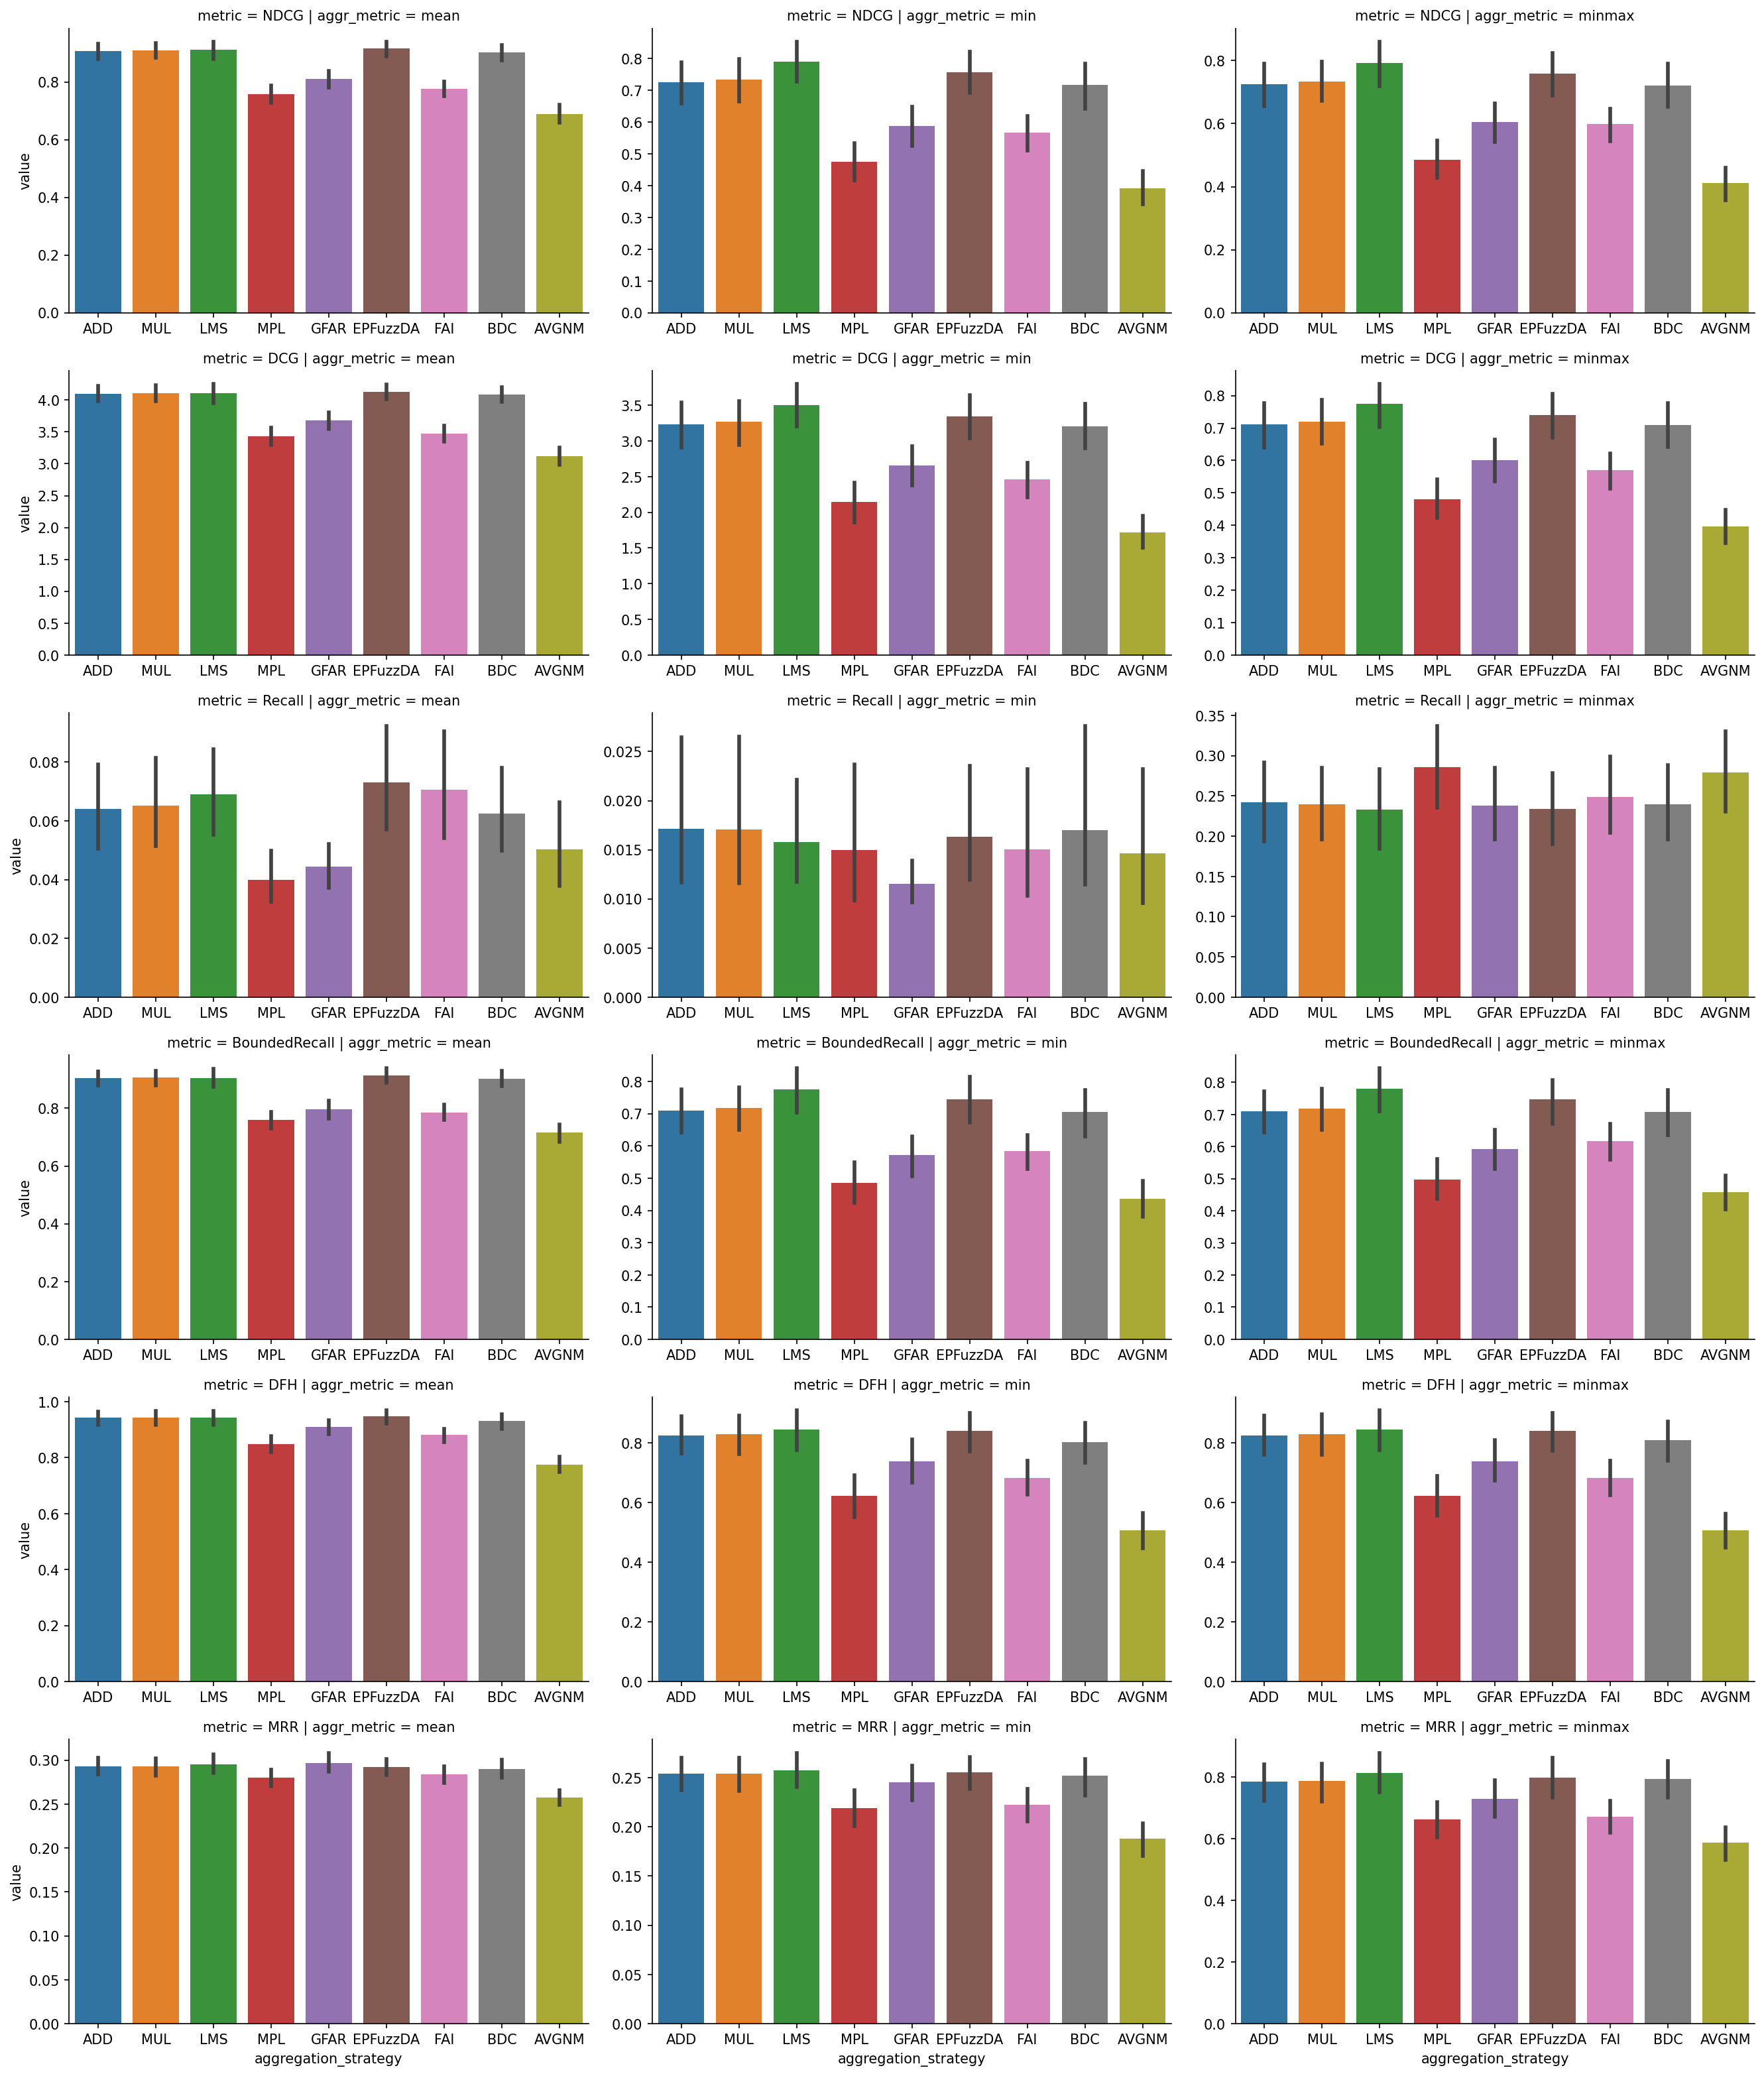 metric = NDCG | aggr_metric = mean
metric = NDCG | aggr_metric = min
metric = NDCG | aggr_metric = minmax
value
0.8
0.6
0.4
0.2
0.0
0.8
0.7
0.6
0.5
0.4
0.3
0.2
0.1
0.0
0.8
0.6
0.4
0.2
0.0
ADD MUL LMS MPL GFAR EPFuzzDA FAI BDC AVGNM
ADD MUL LMS MPL GFAR EPFuzzDA FAI BDC AVGNM
ADD MUL LMS MPL GFAR EPFuzzDA FAI BDC AVGNM
metric = DCG | aggr_metric = mean
metric = DCG | aggr_metric = min
metric = DCG | aggr_metric = minmax
value
4.0
3.5
3.0
2.5
2.0
1.5
1.0
0.5
0.0
3.5
3.0
2.5
2.0
1.5
1.0
0.5
0.0
0.8
0.7
0.6
0.5
0.4
0.3
0.2
0.1
0.0
ADD MUL LMS MPL GFAR EPFuzzDA FAI BDC AVGNM
ADD MUL LMS MPL GFAR EPFuzzDA FAI BDC AVGNM
ADD MUL LMS MPL GFAR EPFuzzDA FAI BDC AVGNM
metric = Recall | aggr_metric = mean
metric = Recall | aggr_metric = min
metric = Recall | aggr_metric = minmax
value
0.08
0.06
0.04
0.02
0.00
0.025
0.020
0.015
0.010
0.005
0.000
0.35
0.30
0.25
0.20
0.15
0.10
0.05
0.00
ADD MUL LMS MPL GFAR EPFuzzDA FAI BDC AVGNM
ADD MUL LMS MPL GFAR EPFuzzDA FAI BDC AVGNM
ADD MUL LMS MPL GFAR EPFuzzDA FAI BDC AVGNM
metric = BoundedRecall | aggr_metric = mean
metric = BoundedRecall | aggr_metric = min
metric = BoundedRecall | aggr_metric = minmax
value
0.8
0.6
0.4
0.2
0.0
0.8
0.7
0.6
0.5
0.4
0.3
0.2
0.1
0.0
0.8
0.7
0.6
0.5
0.4
0.3
0.2
0.1
0.0
ADD MUL LMS MPL GFAR EPFuzzDA FAI BDC AVGNM
ADD MUL LMS MPL GFAR EPFuzzDA FAI BDC AVGNM
ADD MUL LMS MPL GFAR EPFuzzDA FAI BDC AVGNM
metric = DFH | aggr_metric = mean
metric = DFH | aggr_metric = min
metric = DFH | aggr_metric = minmax
value
1.0
0.8
0.6
0.4
0.2
0.0
0.8
0.6
0.4
0.2
0.0
0.8
0.6
0.4
0.2
0.0
ADD MUL LMS MPL GFAR EPFuzzDA FAI BDC AVGNM
ADD MUL LMS MPL GFAR EPFuzzDA FAI BDC AVGNM
ADD MUL LMS MPL GFAR EPFuzzDA FAI BDC AVGNM
metric = MRR | aggr_metric = mean
metric = MRR | aggr_metric = min
metric = MRR | aggr_metric = minmax
value
0.30
0.25
0.20
0.15
0.10
0.05
0.00
0.25
0.20
0.15
0.10
0.05
0.00
0.8
0.6
0.4
0.2
0.0
ADD MUL LMS MPL GFAR EPFuzzDA FAI BDC AVGNM
ADD MUL LMS MPL GFAR EPFuzzDA FAI BDC AVGNM
ADD MUL LMS MPL GFAR EPFuzzDA FAI BDC AVGNM
aggregation_strategy
aggregation_strategy
aggregation_strategy